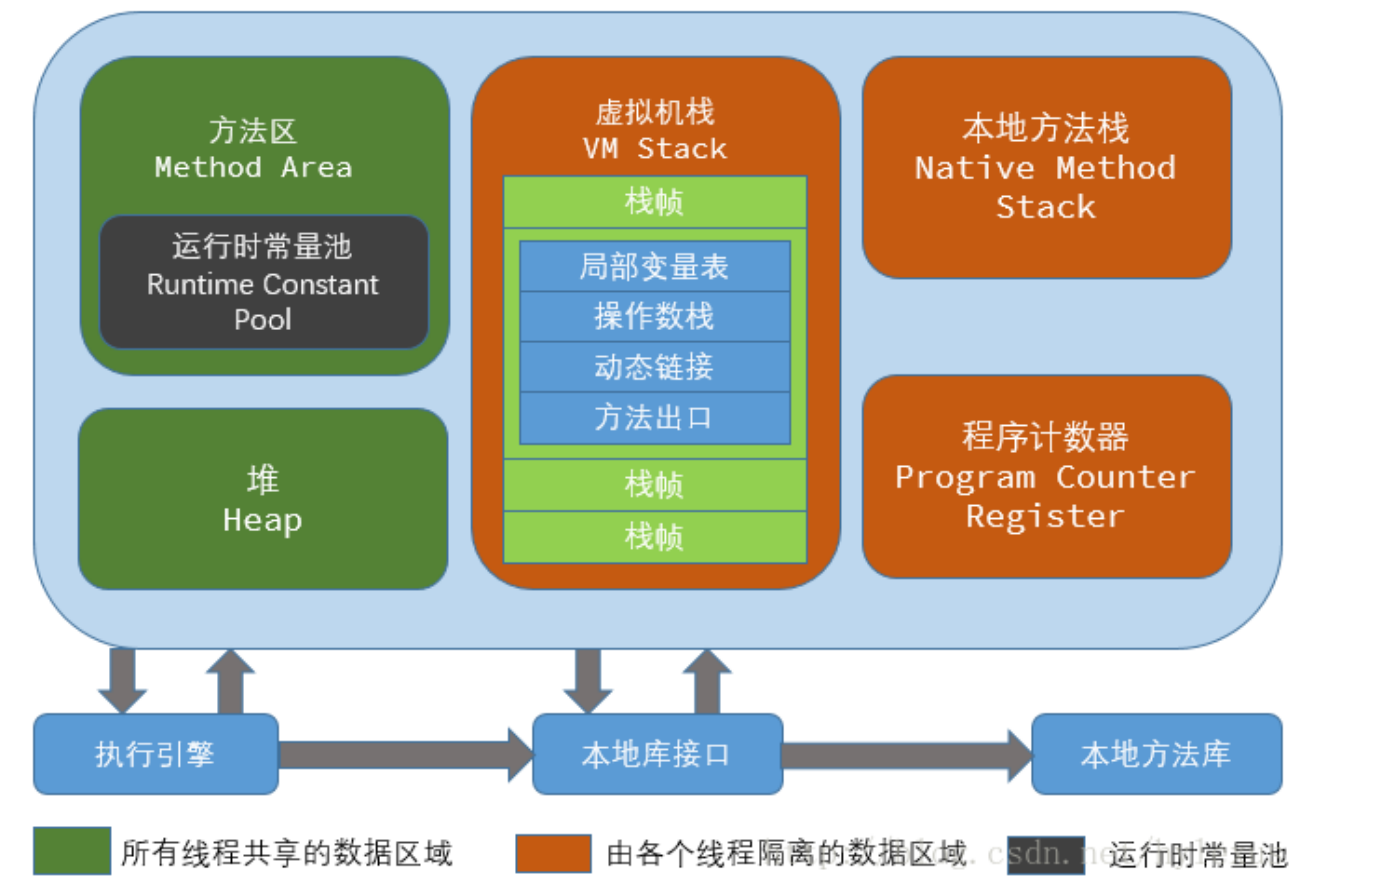 方法区
Method Area
运行时常量池
Runtime Constant
Pool
堆
Heap
虚拟机栈
VM Stack
栈帧
局部变量表
操作数栈
动态链接
方法出口
栈帧
栈帧
本地方法栈
Native Method
Stack
程序计数器
Program Counter
Register
执行引擎
本地库接口
本地方法库
所有线程共享的数据区域
由各个线程隔离的数据区域
运行时常量池